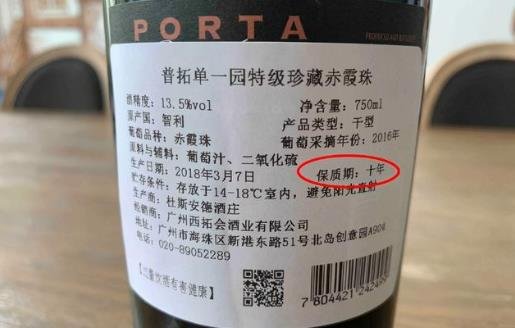 PORTA
普拓单一园特级珍藏赤霞珠
酒精度：13.5%vol 净含量：750ml
原产国：智利 产品类型：干型
葡萄品种：赤霞珠 葡萄采摘年份：2016年
原料与辅料：葡萄汁、二氧化硫
生产日期：2018年3月7日 保质期：十年
贮存条件：存放于14-18℃室内，避免阳光直射
生产商：杜斯安德酒庄
经销商：广州西拓会酒业有限公司
地址：广州市海珠区新港东路51号北岛创意园A904
电话：020-89052289
【过量饮酒有害健康】
7804421